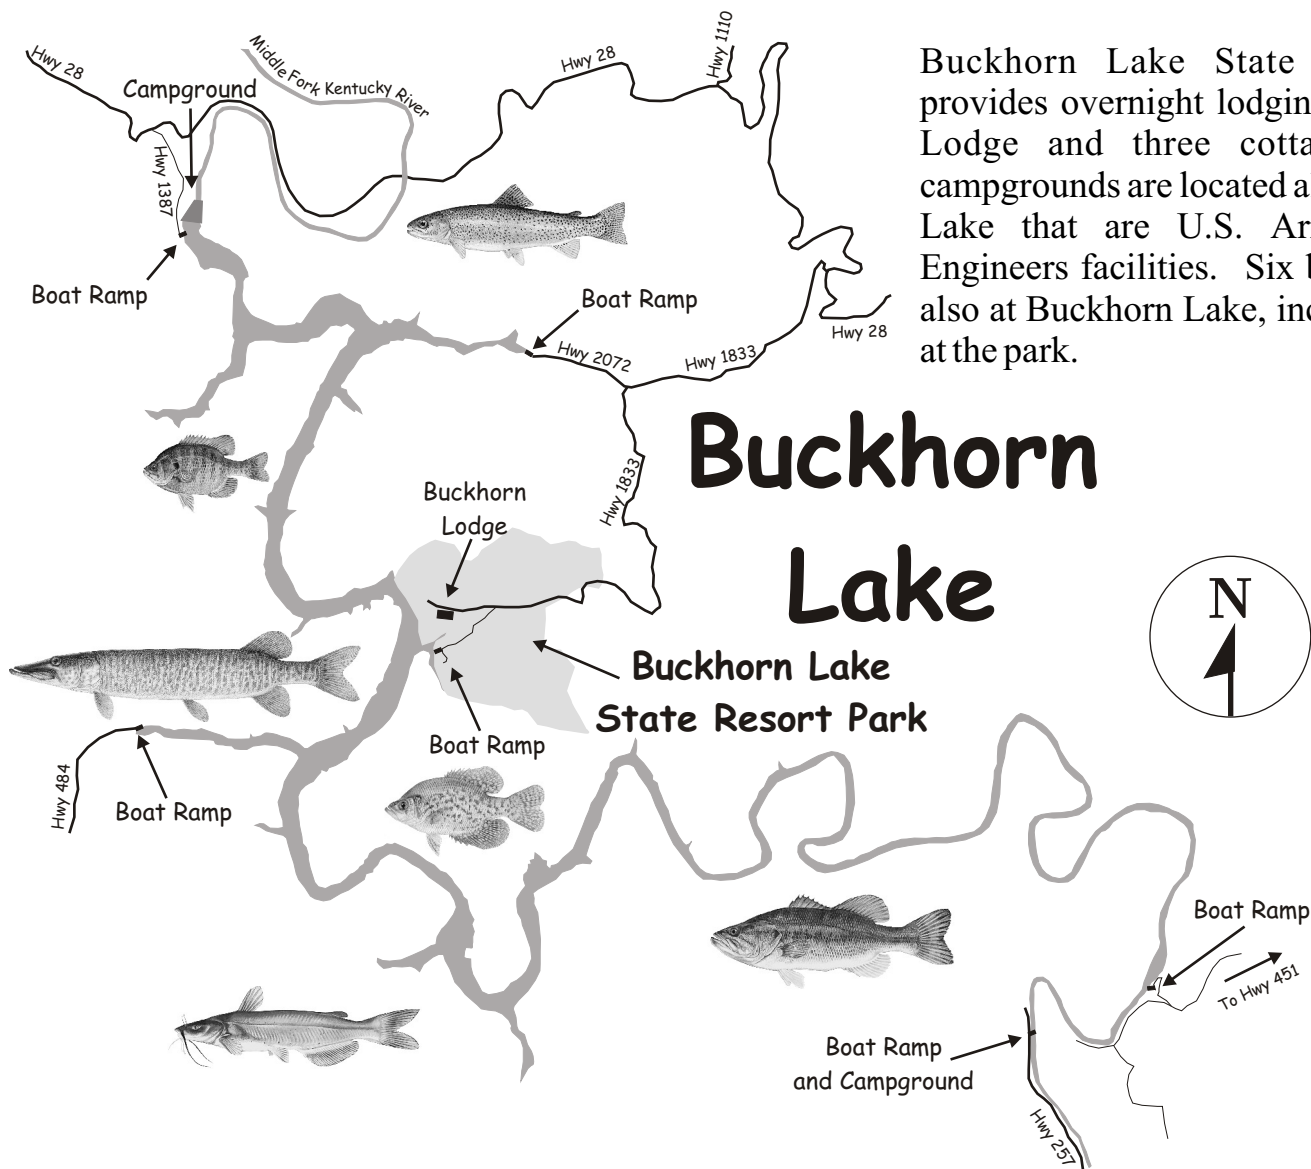 Hwy 28
Middle Fork Kentucky River
Hwy 28
Hwy 1110
Campground
Hwy 1387
Boat Ramp
Boat Ramp
Hwy 2072
Hwy 1833
Hwy 28
Buckhorn Lake State
provides overnight lodgin
Lodge and three cotta
campgrounds are located a
Lake that are U.S. Ar
Engineers facilities. Six b
also at Buckhorn Lake, inc
at the park.
Buckhorn
Lake
Hwy 1833
Buckhorn
Lodge
N
Buckhorn Lake
State Resort Park
Boat Ramp
Hwy 484
Boat Ramp
Boat Ramp
To Hwy 451
Boat Ramp
and Campground
Hwy 257